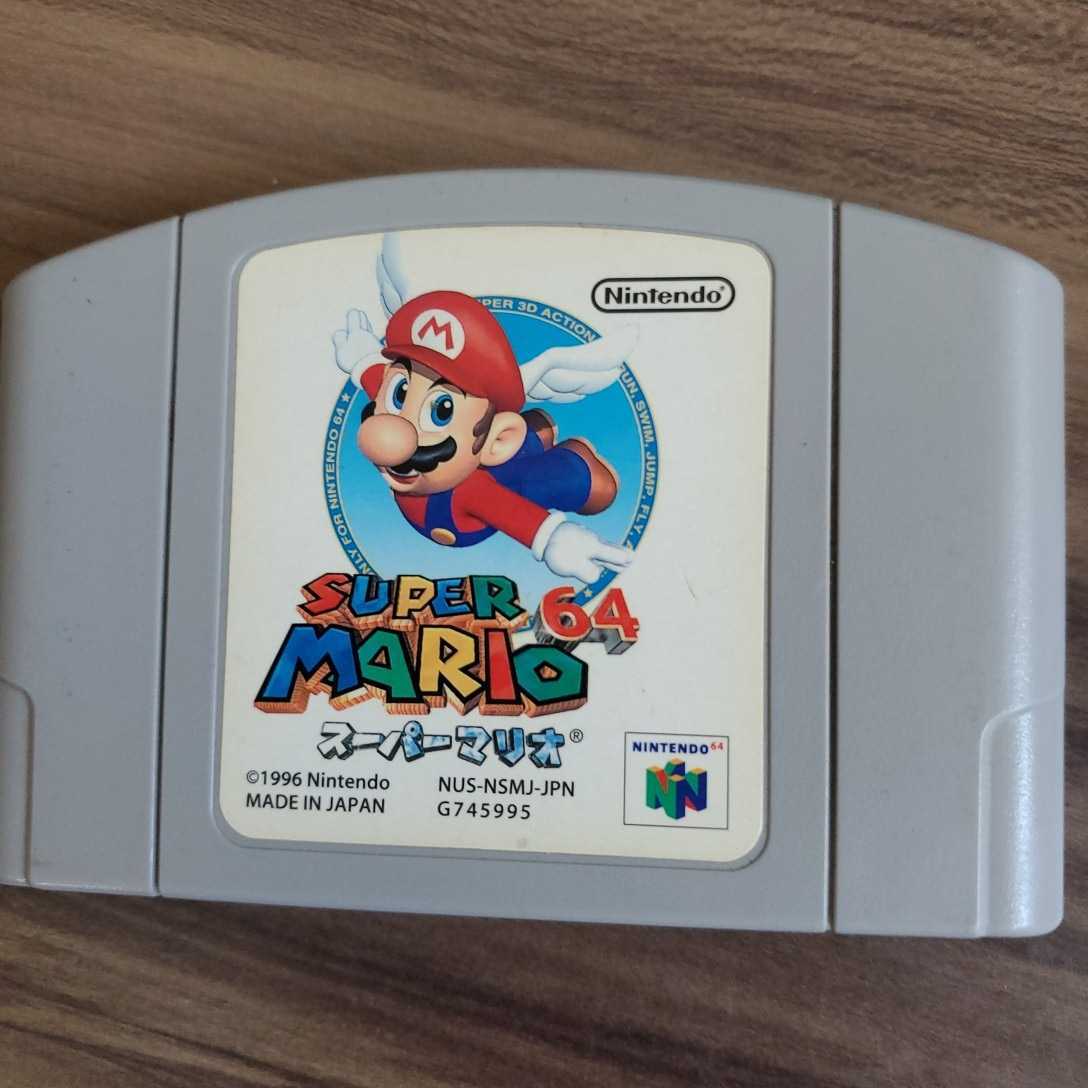 Nintendo®
SUPER 3D ACTION
RUN, SWIM, JUMP, FLY,
ONLY FOR NINTENDO 64 ★
M
SUPER
MARIO 64
スーパーマリオ®
©1996 Nintendo NUS-NSMJ-JPN
MADE IN JAPAN G745995
NINTENDO64